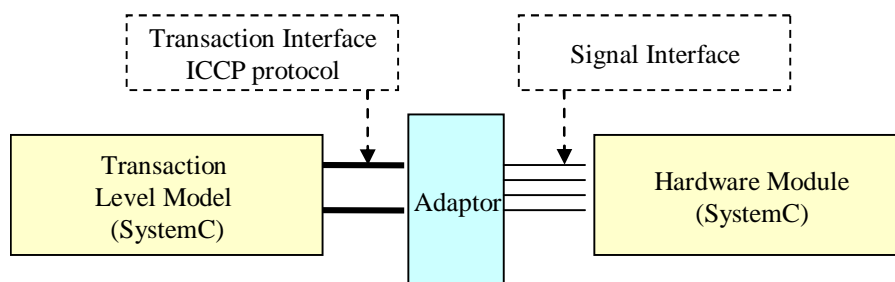 Transaction Interface
ICCP protocol
Signal Interface
Transaction
Level Model
(SystemC)
Adaptor
Hardware Module
(SystemC)